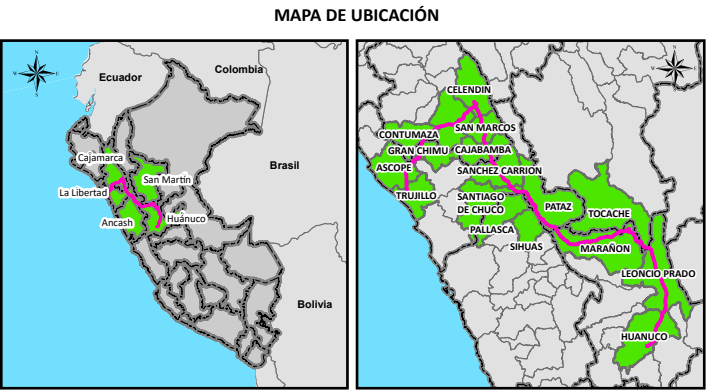 MAPA DE UBICACIÓN
N
W
E
S
Ecuador
Colombia
Cajamarca
San Martín
Brasil
La Libertad
Huánuco
Ancash
Bolivia
N
W
E
S
CELENDIN
CONTUMAZA
SAN MARCOS
GRAN CHIMU
CAJABAMBA
ASCOPE
SANCHEZ CARRION
TRUJILLO
SANTIAGO
DE CHUCO
PATAZ
TOCACHE
PALLASCA
SIHUAS
MARAÑON
LEONCIO PRADO
HUANUCO